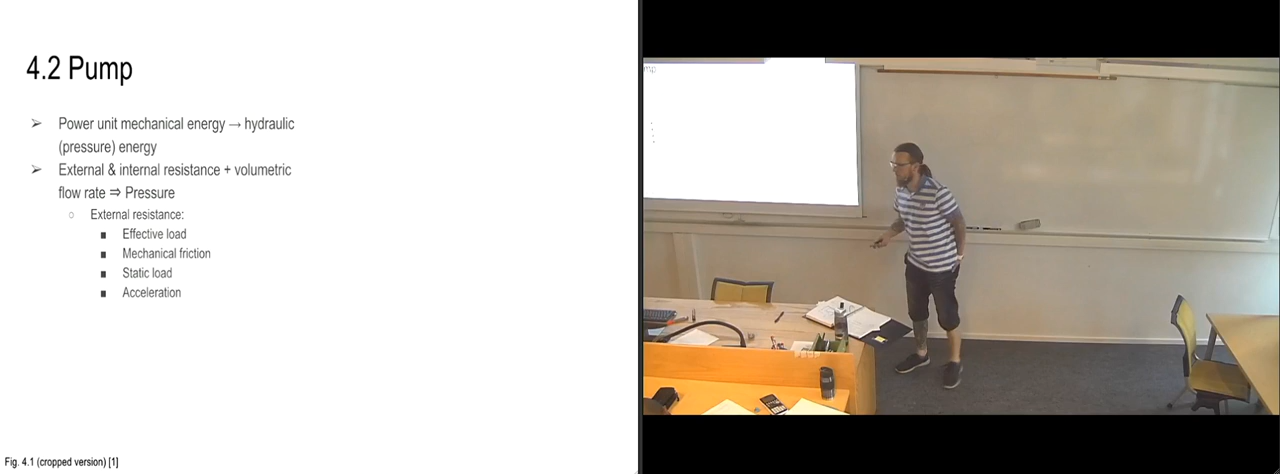 4.2 Pump
➢ Power unit mechanical energy → hydraulic
(pressure) energy
➢ External & internal resistance + volumetric
flow rate ⇒ Pressure
○ External resistance:
■ Effective load
■ Mechanical friction
■ Static load
■ Acceleration
Fig. 4.1 (cropped version) [1]